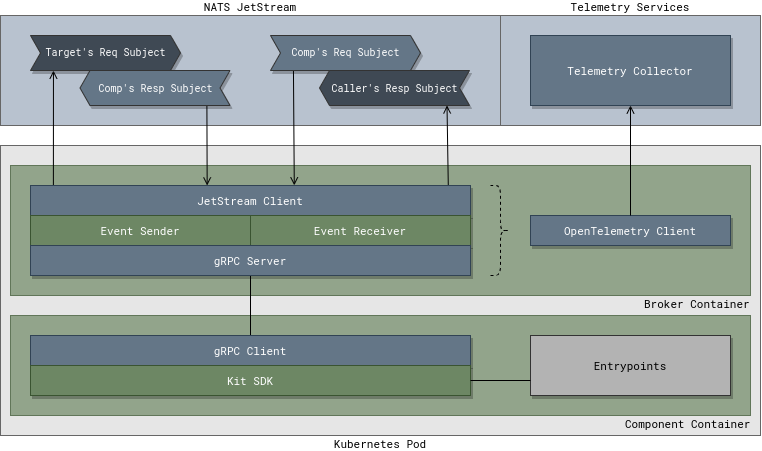 NATS JetStream
Telemetry Services
Target's Req Subject
Comp's Req Subject
Telemetry Collector
Comp's Resp Subject
Caller's Resp Subject
JetStream Client
Event Sender
Event Receiver
OpenTelemetry Client
gRPC Server
Broker Container
gRPC Client
Entrypoints
Kit SDK
Component Container
Kubernetes Pod